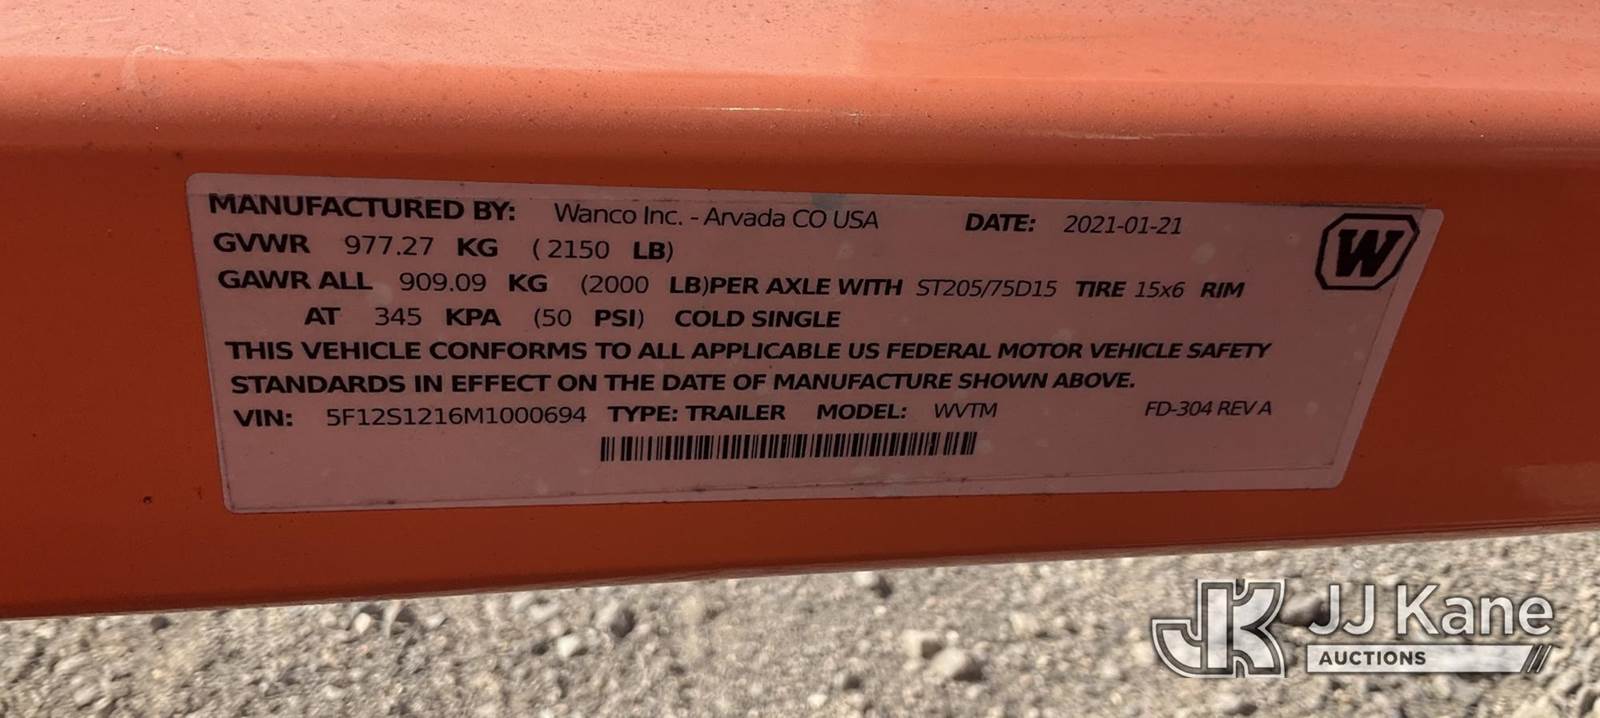 MANUFACTURED BY: Wanco Inc. - Arvada CO USA DATE: 2021-01-21
W
GVWR 977.27 KG (2150 LB)
GAWR ALL 909.09 KG (2000 LB)PER AXLE WITH ST205/75D15 TIRE 15x6 RIM
AT 345 KPA (50 PSI) COLD SINGLE
THIS VEHICLE CONFORMS TO ALL APPLICABLE US FEDERAL MOTOR VEHICLE SAFETY
STANDARDS IN EFFECT ON THE DATE OF MANUFACTURE SHOWN ABOVE.
VIN: 5F12S1216M1000694 TYPE: TRAILER MODEL: WVTM FD-304 REV A
JK JJ Kane
AUCTIONS